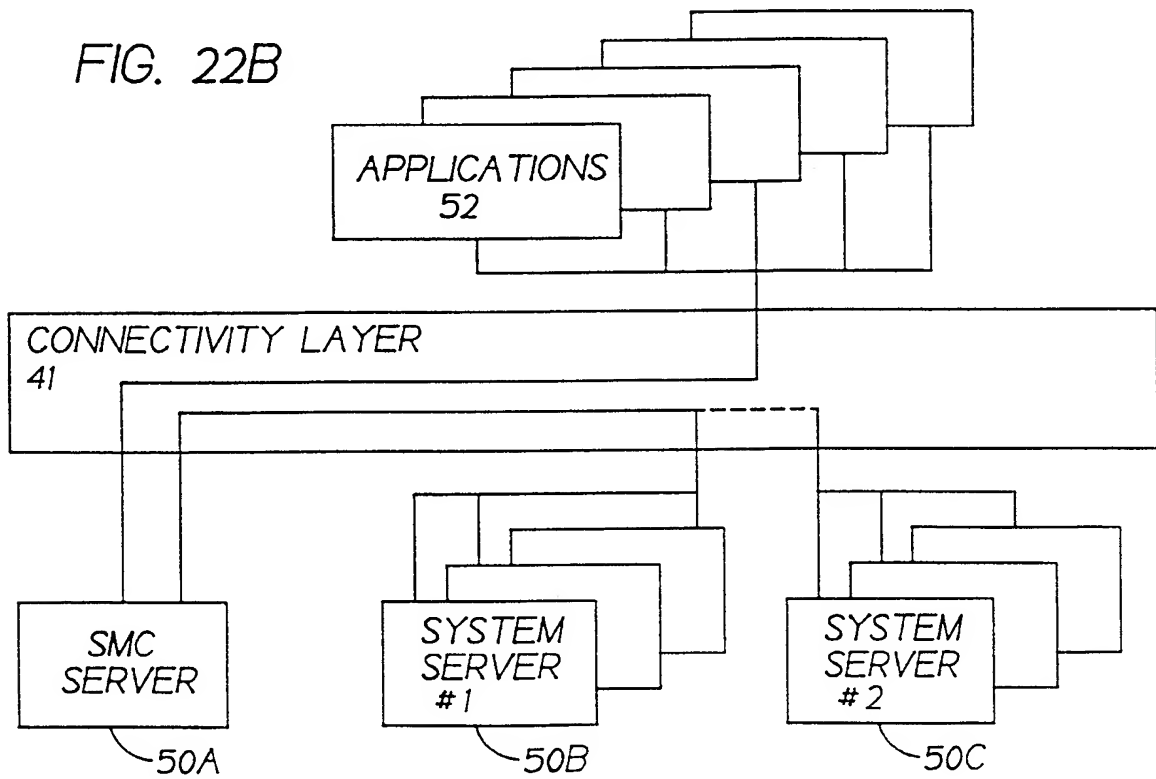 FIG. 22B
APPLICATIONS
52
CONNECTIVITY LAYER
41
SMC
SERVER
50A
SYSTEM
SERVER
#1
50B
SYSTEM
SERVER
#2
50C